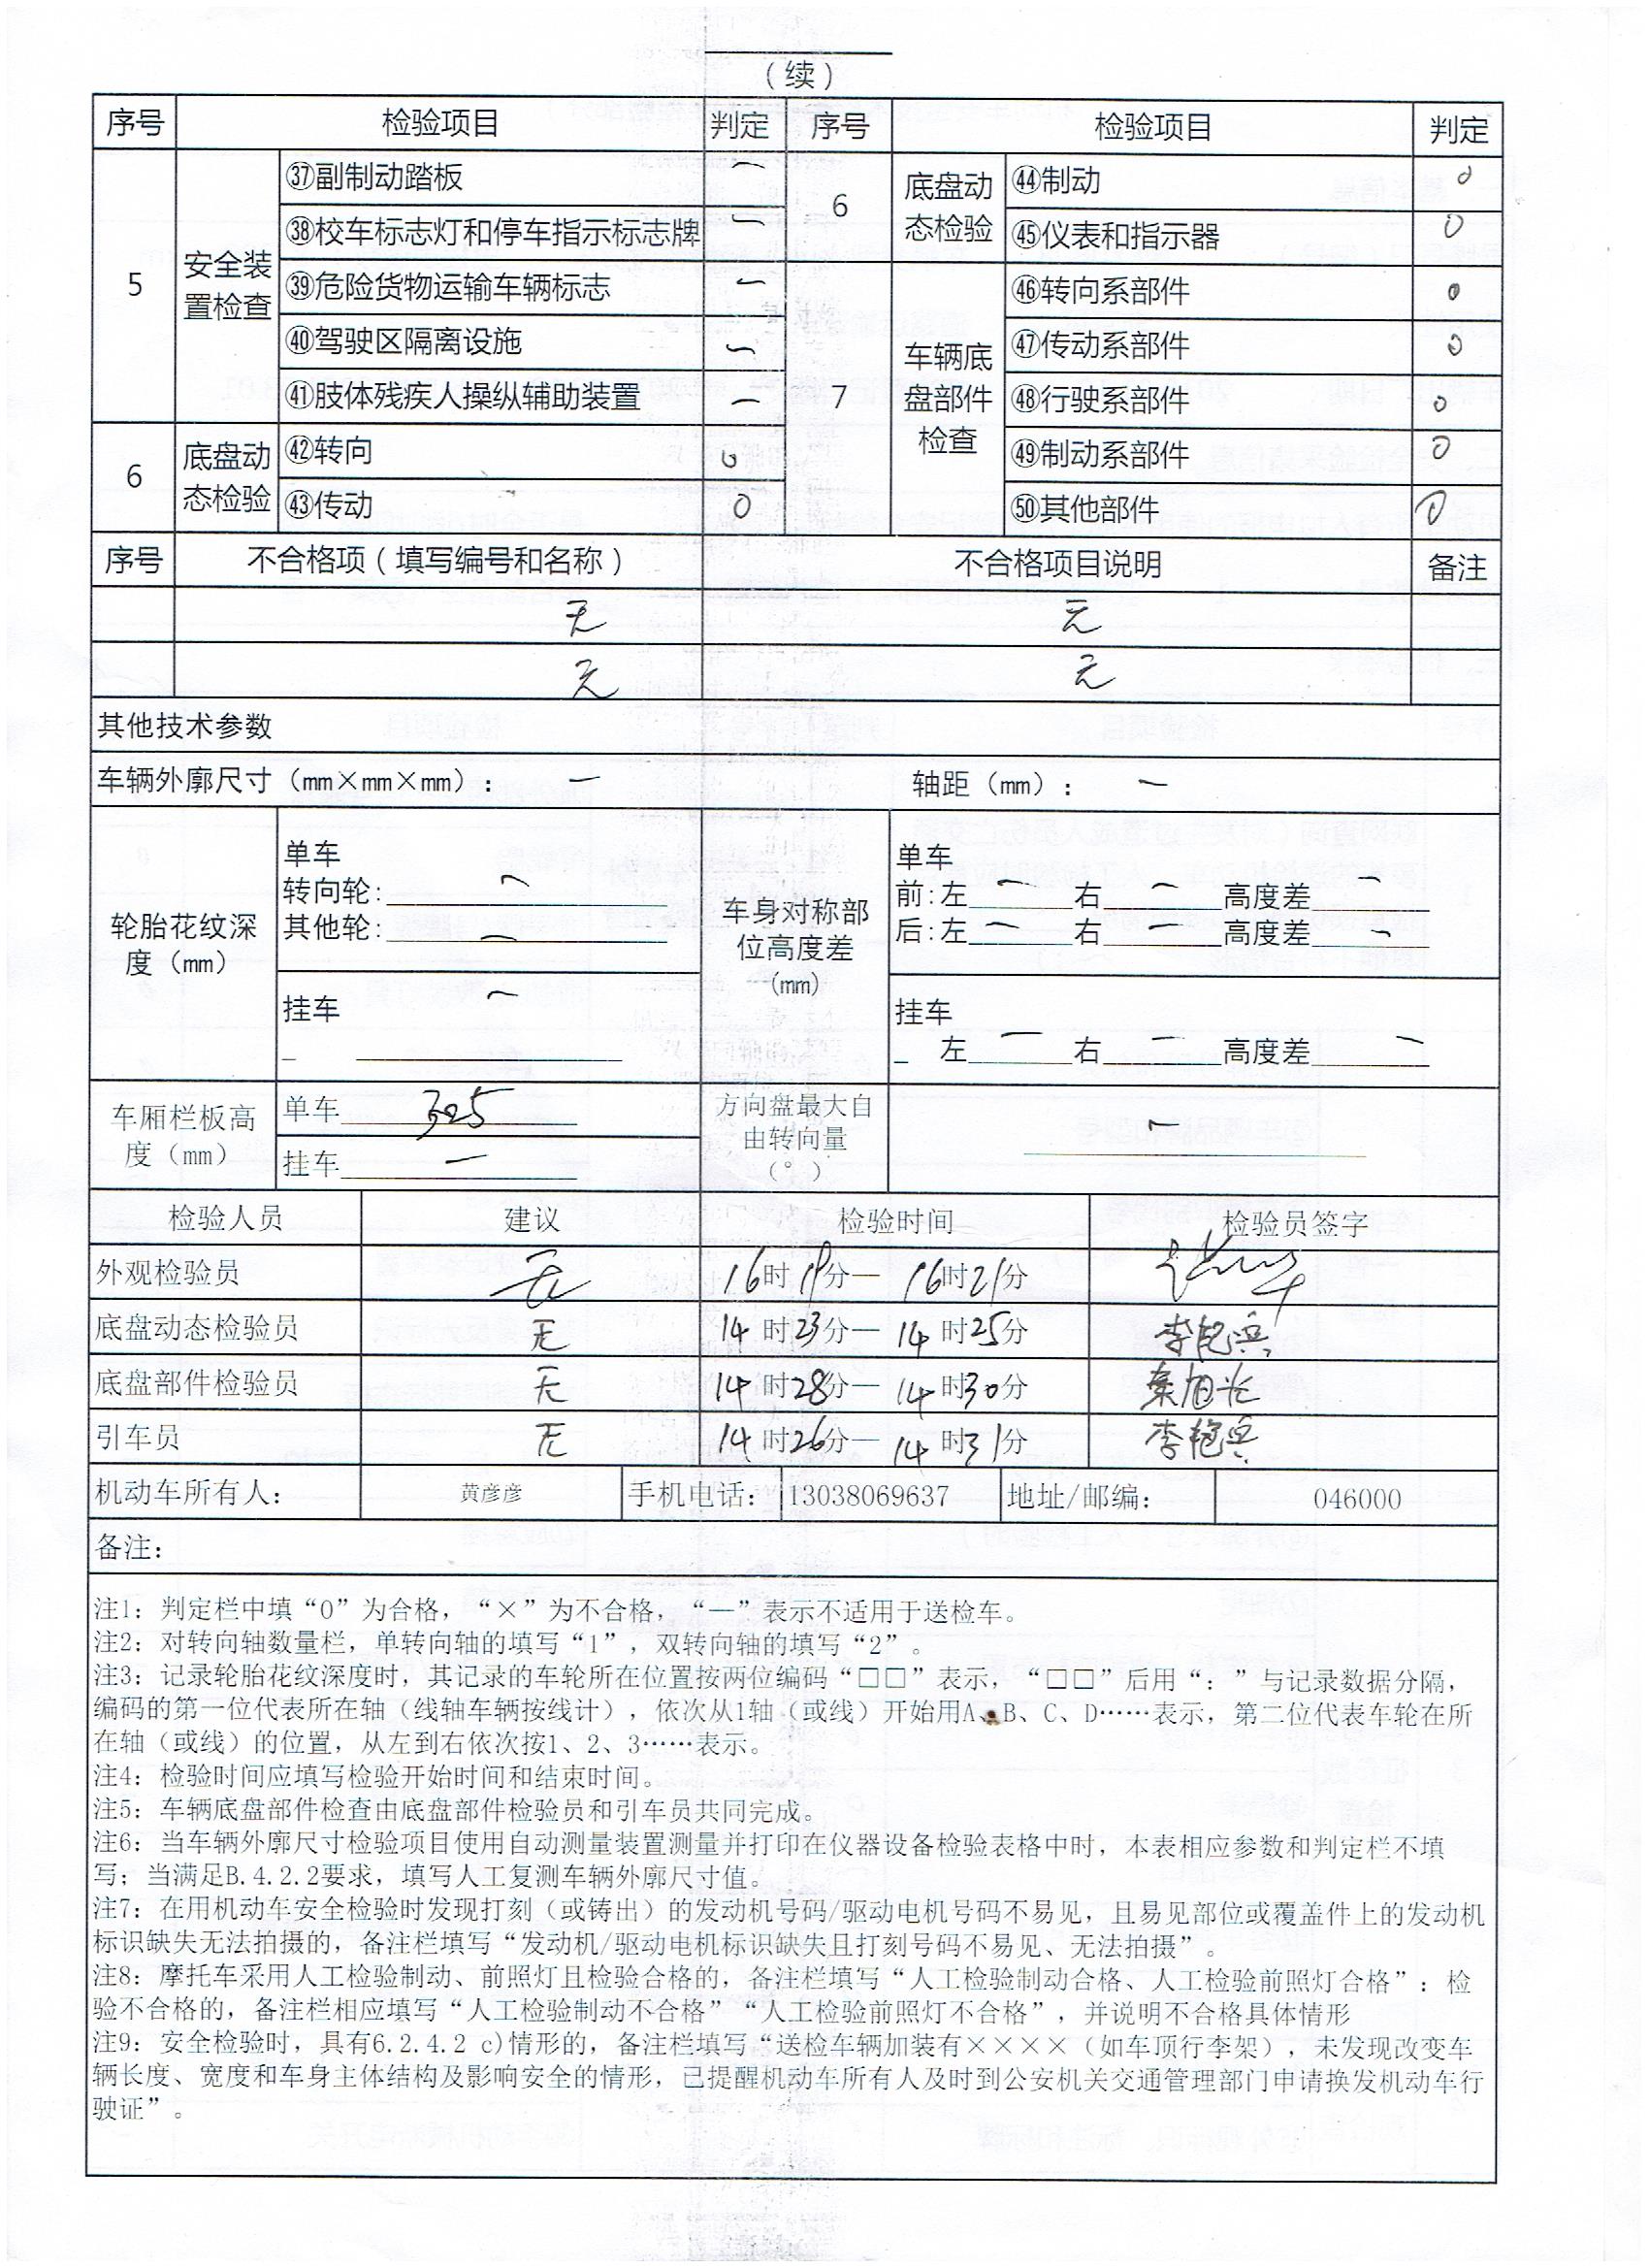 （续）
序号 检验项目 判定 序号 检验项目 判定
5 安全装置检查 ㊲副制动踏板 — 6 底盘动态检验 ㊹制动 O
㊳校车标志灯和停车指示标志牌 — ㊺仪表和指示器 O
㊴危险货物运输车辆标志 — 7 车辆底盘部件检查 ㊻转向系部件 O
㊵驾驶区隔离设施 — ㊼传动系部件 O
㊶肢体残疾人操纵辅助装置 — ㊽行驶系部件 O
6 底盘动态检验 ㊷转向 O ㊾制动系部件 O
㊸传动 O ㊿其他部件 O
序号 不合格项（填写编号和名称） 不合格项目说明 备注
无 无
无 无
其他技术参数
车辆外廓尺寸（mm×mm×mm）： — 轴距（mm）： —
轮胎花纹深度（mm） 单车 车身对称部位高度差(mm) 单车
转向轮: — 前:左 — 右 — 高度差 —
其他轮: — 后:左 — 右 — 高度差 —
挂车 — 挂车
左 — 右 — 高度差 —
车厢栏板高度（mm） 单车 325 方向盘最大自由转向量（°） —
挂车 —
检验人员 建议 检验时间 检验员签字
外观检验员 无 16时19分— 16时21分
底盘动态检验员 无 14时23分— 14时25分 李艳兵
底盘部件检验员 无 14时28分— 14时30分 秦旭光
引车员 无 14时26分— 14时31分 李艳兵
机动车所有人： 黄彦彦 手机电话： 13038069637 地址/邮编： 046000
备注：
注1：判定栏中填“O”为合格，“×”为不合格，“—”表示不适用于送检车。
注2：对转向轴数量栏，单转向轴的填写“1”，双转向轴的填写“2”。
注3：记录轮胎花纹深度时，其记录的车轮所在位置按两位编码“□□”表示，“□□”后用“：”与记录数据分隔，
编码的第一位代表所在轴（线轴车辆按线计），依次从1轴（或线）开始用A、B、C、D……表示，第二位代表车轮在所
在轴（或线）的位置，从左到右依次按1、2、3……表示。
注4：检验时间应填写检验开始时间和结束时间。
注5：车辆底盘部件检查由底盘部件检验员和引车员共同完成。
注6：当车辆外廓尺寸检验项目使用自动测量装置测量并打印在仪器设备检验表格中时，本表相应参数和判定栏不填
写；当满足B.4.2.2要求，填写人工复测车辆外廓尺寸值。
注7：在用机动车安全检验时发现打刻（或铸出）的发动机号码/驱动电机号码不易见，且易见部位或覆盖件上的发动机
标识缺失无法拍摄的，备注栏填写“发动机/驱动电机标识缺失且打刻号码不易见、无法拍摄”。
注8：摩托车采用人工检验制动、前照灯且检验合格的，备注栏填写“人工检验制动合格、人工检验前照灯合格”：检
验不合格的，备注栏相应填写“人工检验制动不合格”“人工检验前照灯不合格”，并说明不合格具体情形
注9：安全检验时，具有6.2.4.2 c)情形的，备注栏填写“送检车辆加装有××××（如车顶行李架），未发现改变车
辆长度、宽度和车身主体结构及影响安全的情形，已提醒机动车所有人及时到公安机关交通管理部门申请换发机动车行
驶证”。